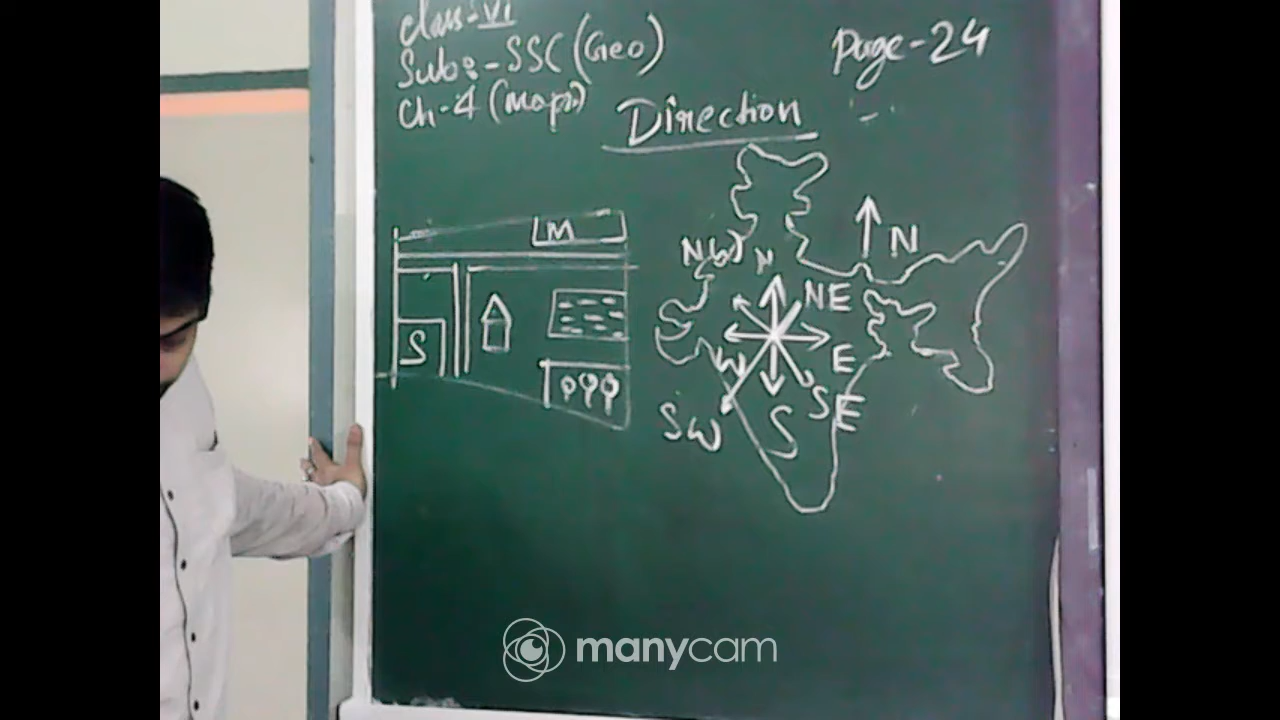 Class-VI
Sub:-SSC (Geo)
Ch-4 (Maps)
Page-24
Direction
M
S
N
NW
N
NE
W
E
SW
S
SE
manycam